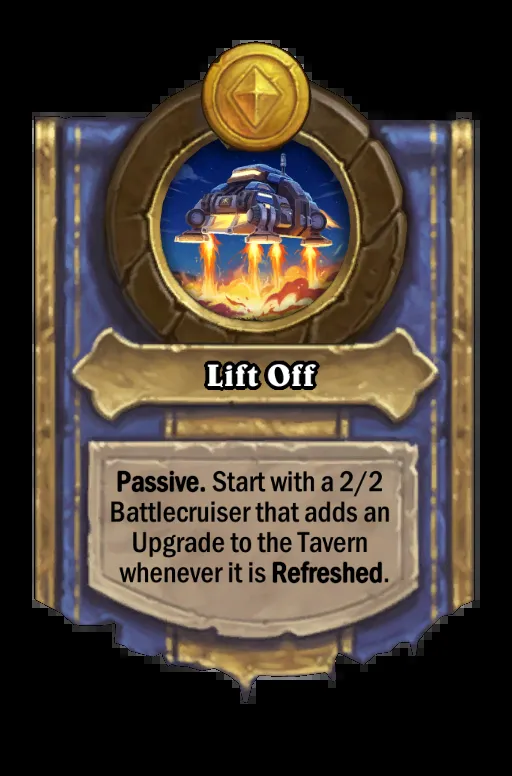 Lift Off
Passive. Start with a 2/2
Battlecruiser that adds an
Upgrade to the Tavern
whenever it is Refreshed.